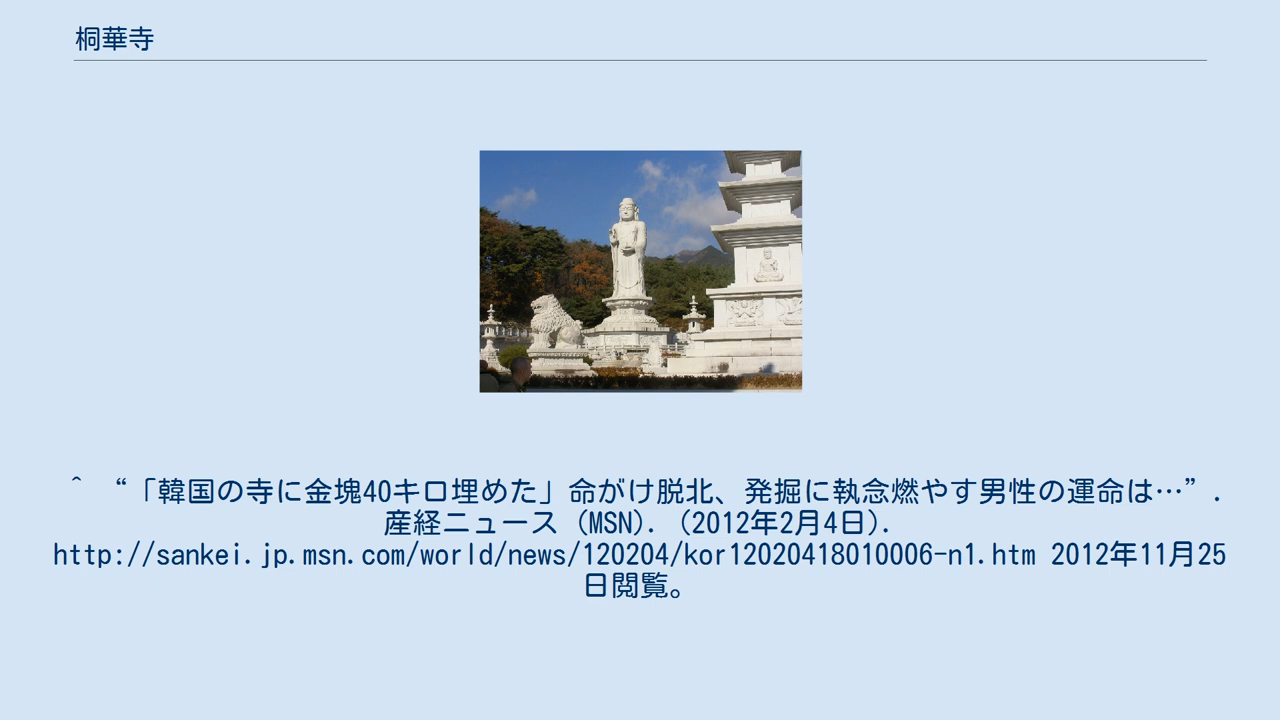 桐華寺
^ “「韓国の寺に金塊40キロ埋めた」命がけ脱北、発掘に執念燃やす男性の運命は…”.
産経ニュース (MSN). (2012年2月4日).
http://sankei.jp.msn.com/world/news/120204/kor12020418010006-n1.htm 2012年11月25
日閲覧。